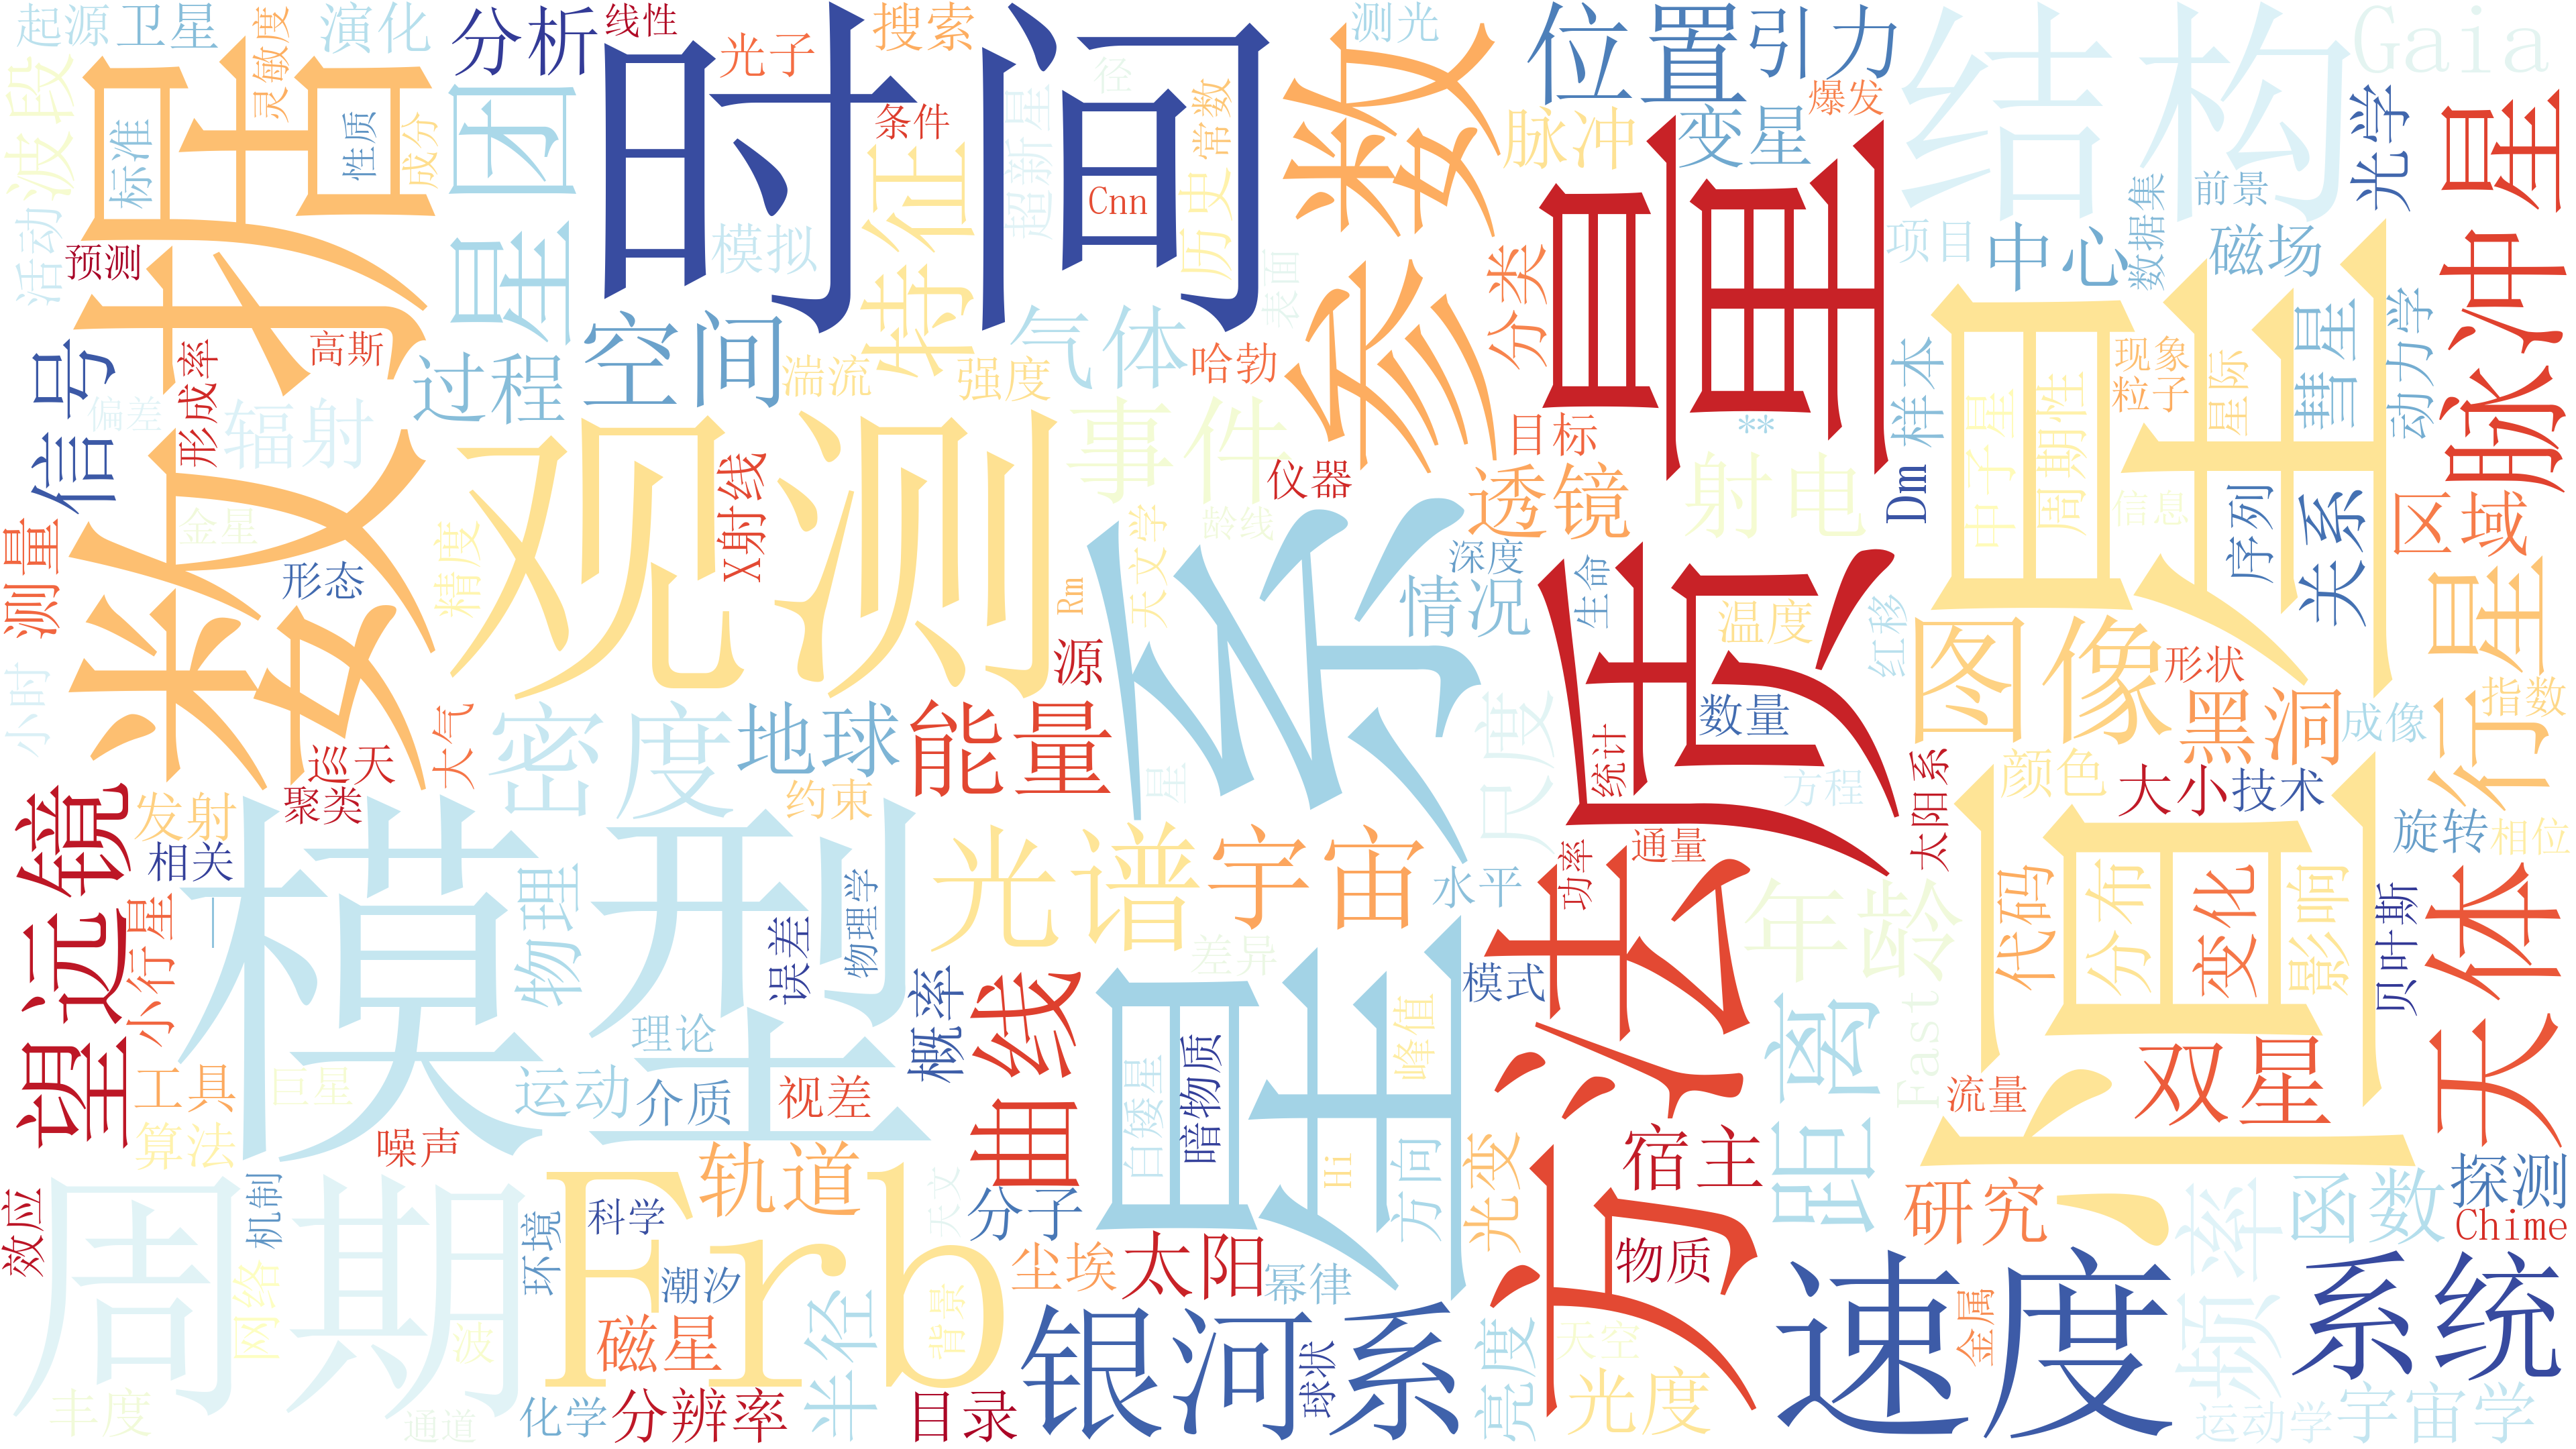 起源
卫星
演化
分析
线性
光子
搜索
时间
数据
波段
灵敏度
标准
性质
成分
活动
预测
星团
条件
超新星
径
特征
模拟
Cnn
历史
常数
表面
参数
测光
位置
引力
脉冲
变星
爆发
质量
分类
结构
Gaia
光学
项目
中心
前景
数据集
磁场
脉冲星
信号
高斯
形成率
偏差
辐射
过程
空间
湍流
强度
气体
哈勃
事件
仪器
目标
透镜
**
射电
样本
Dm
恒星
中子星
周期性
现象
粒子
星际
信息
彗星
动力学
序列
关系
区域
行星
测量
金星
形态
精度
观测
X射线
Rm
天文学
龄线
星系
深度
情况
生命
温度
红移
数量
图像
形状
黑洞
指数
成像
小时
巡天
聚类
大气
密度
地球
能量
源
约束
星
尺度
统计
方程
太阳系
颜色
大小
技术
旋转
相位
望远镜
发射
相关
小行星
模型
物理
误差
物理学
光谱
宇宙
差异
水平
功率
通量
方法
年龄
位置
代码
分布
变化
影响
贝叶斯
天体
工具
算法
巨星
噪声
理论
运动
介质
视差
概率
曲线
白矮星
暗物质
峰值
模式
距离
Fast
流量
双星
效应
机制
周期
网络
丰度
通道
波
Frb
轨道
科学
环境
潮汐
磁星
天文
背景
分子
尘埃
太阳
幂律
Hi
方向
光变
宿主
物质
研究
频率
函数
探测
Chime
化学
分辨率
半径
目录
银河系
球状
亮度
天空
光度
速度
金属
系统
运动学
宇宙学